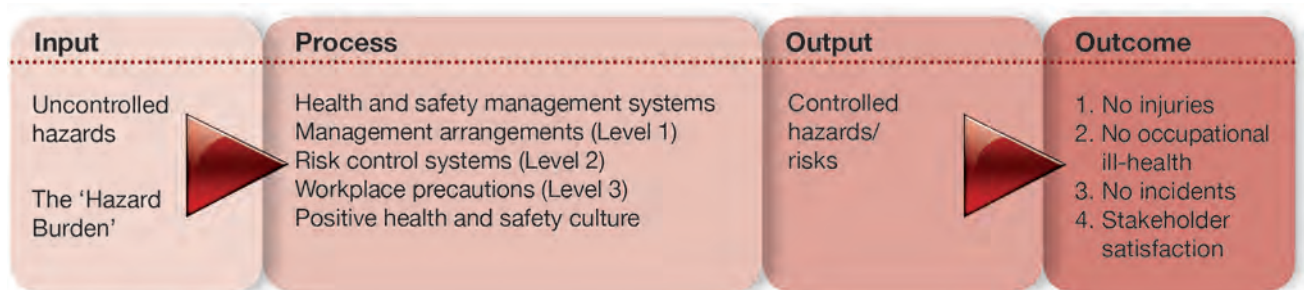 Input
Uncontrolled
hazards
The ‘Hazard
Burden’
Process
Health and safety management systems
Management arrangements (Level 1)
Risk control systems (Level 2)
Workplace precautions (Level 3)
Positive health and safety culture
Output
Controlled
hazards/
risks
Outcome
1. No injuries
2. No occupational
ill-health
3. No incidents
4. Stakeholder
satisfaction